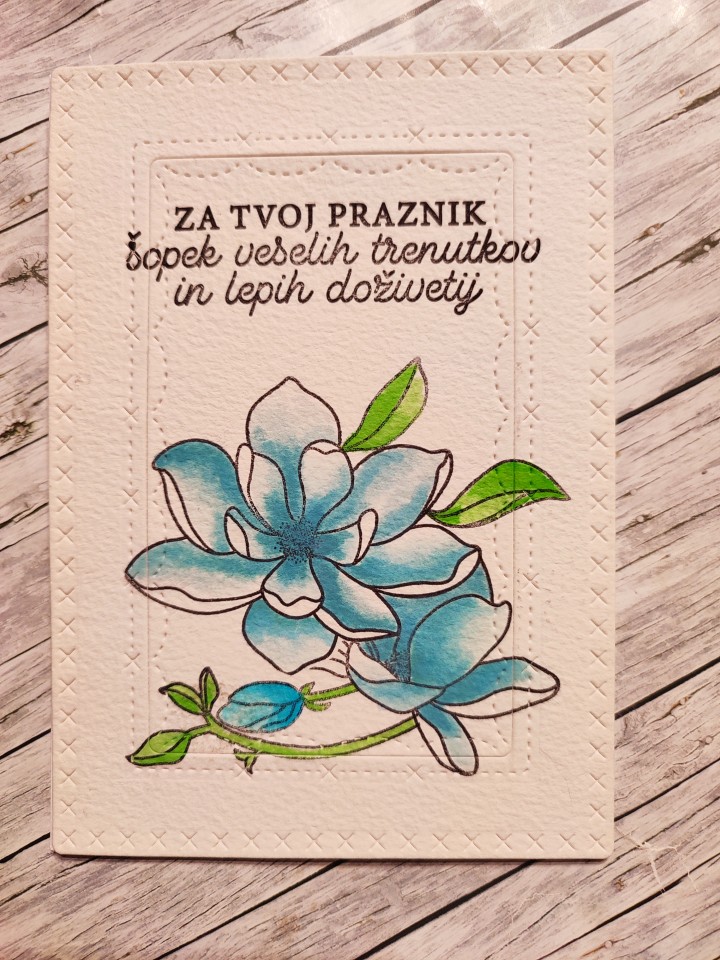 ZA TVOJ PRAZNIK
šopek veselih trenutkov
in lepih doživetij